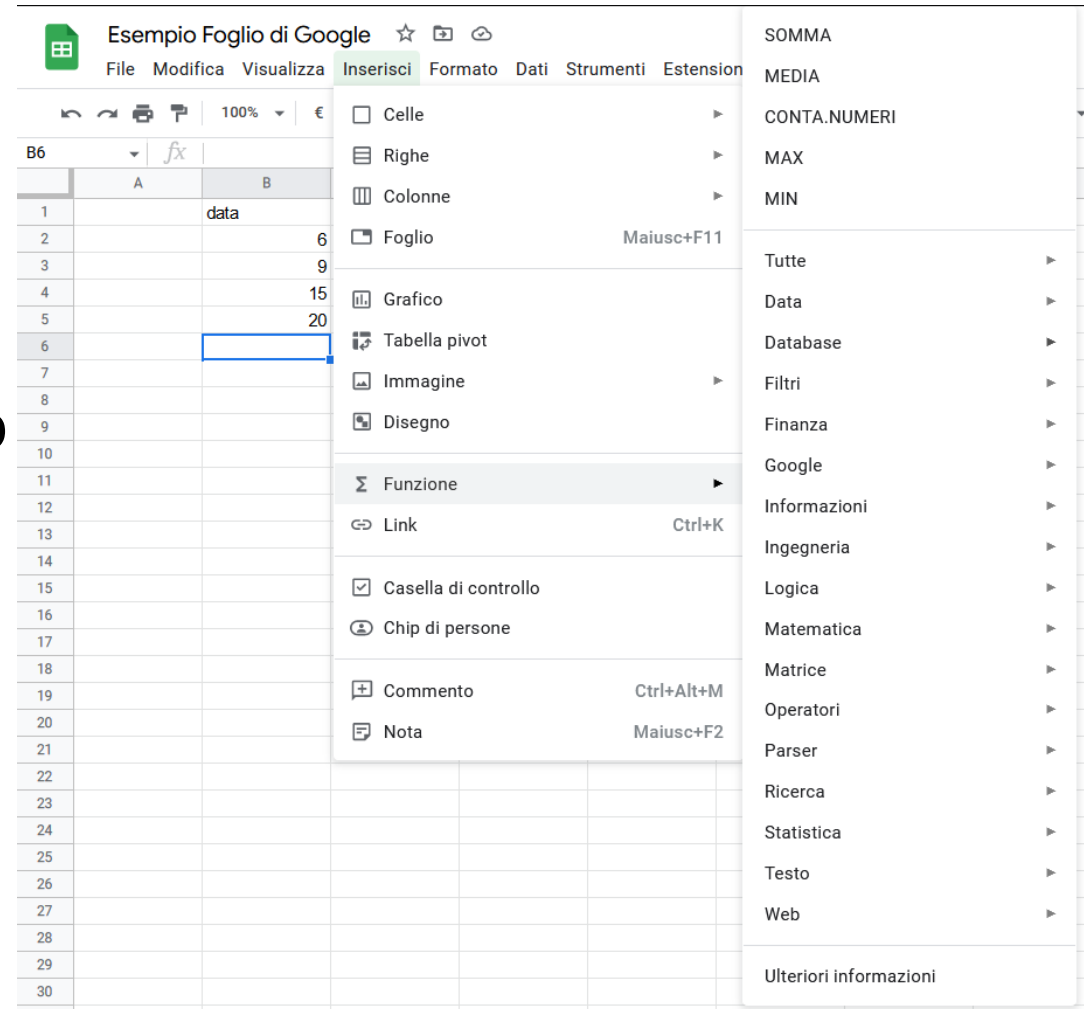 Esempio Foglio di Google
File Modifica Visualizza Inserisci Formato Dati Strumenti Estension
100% €
B6 fx
A B
1 data
2 6
3 9
4 15
5 20
6
7
8
9
10
11
12
13
14
15
16
17
18
19
20
21
22
23
24
25
26
27
28
29
30
Celle
Righe
Colonne
Foglio Maiusc+F11
Grafico
Tabella pivot
Immagine
Disegno
Σ Funzione
Link Ctrl+K
Casella di controllo
Chip di persone
Commento Ctrl+Alt+M
Nota Maiusc+F2
SOMMA
MEDIA
CONTA.NUMERI
MAX
MIN
Tutte
Data
Database
Filtri
Finanza
Google
Informazioni
Ingegneria
Logica
Matematica
Matrice
Operatori
Parser
Ricerca
Statistica
Testo
Web
Ulteriori informazioni